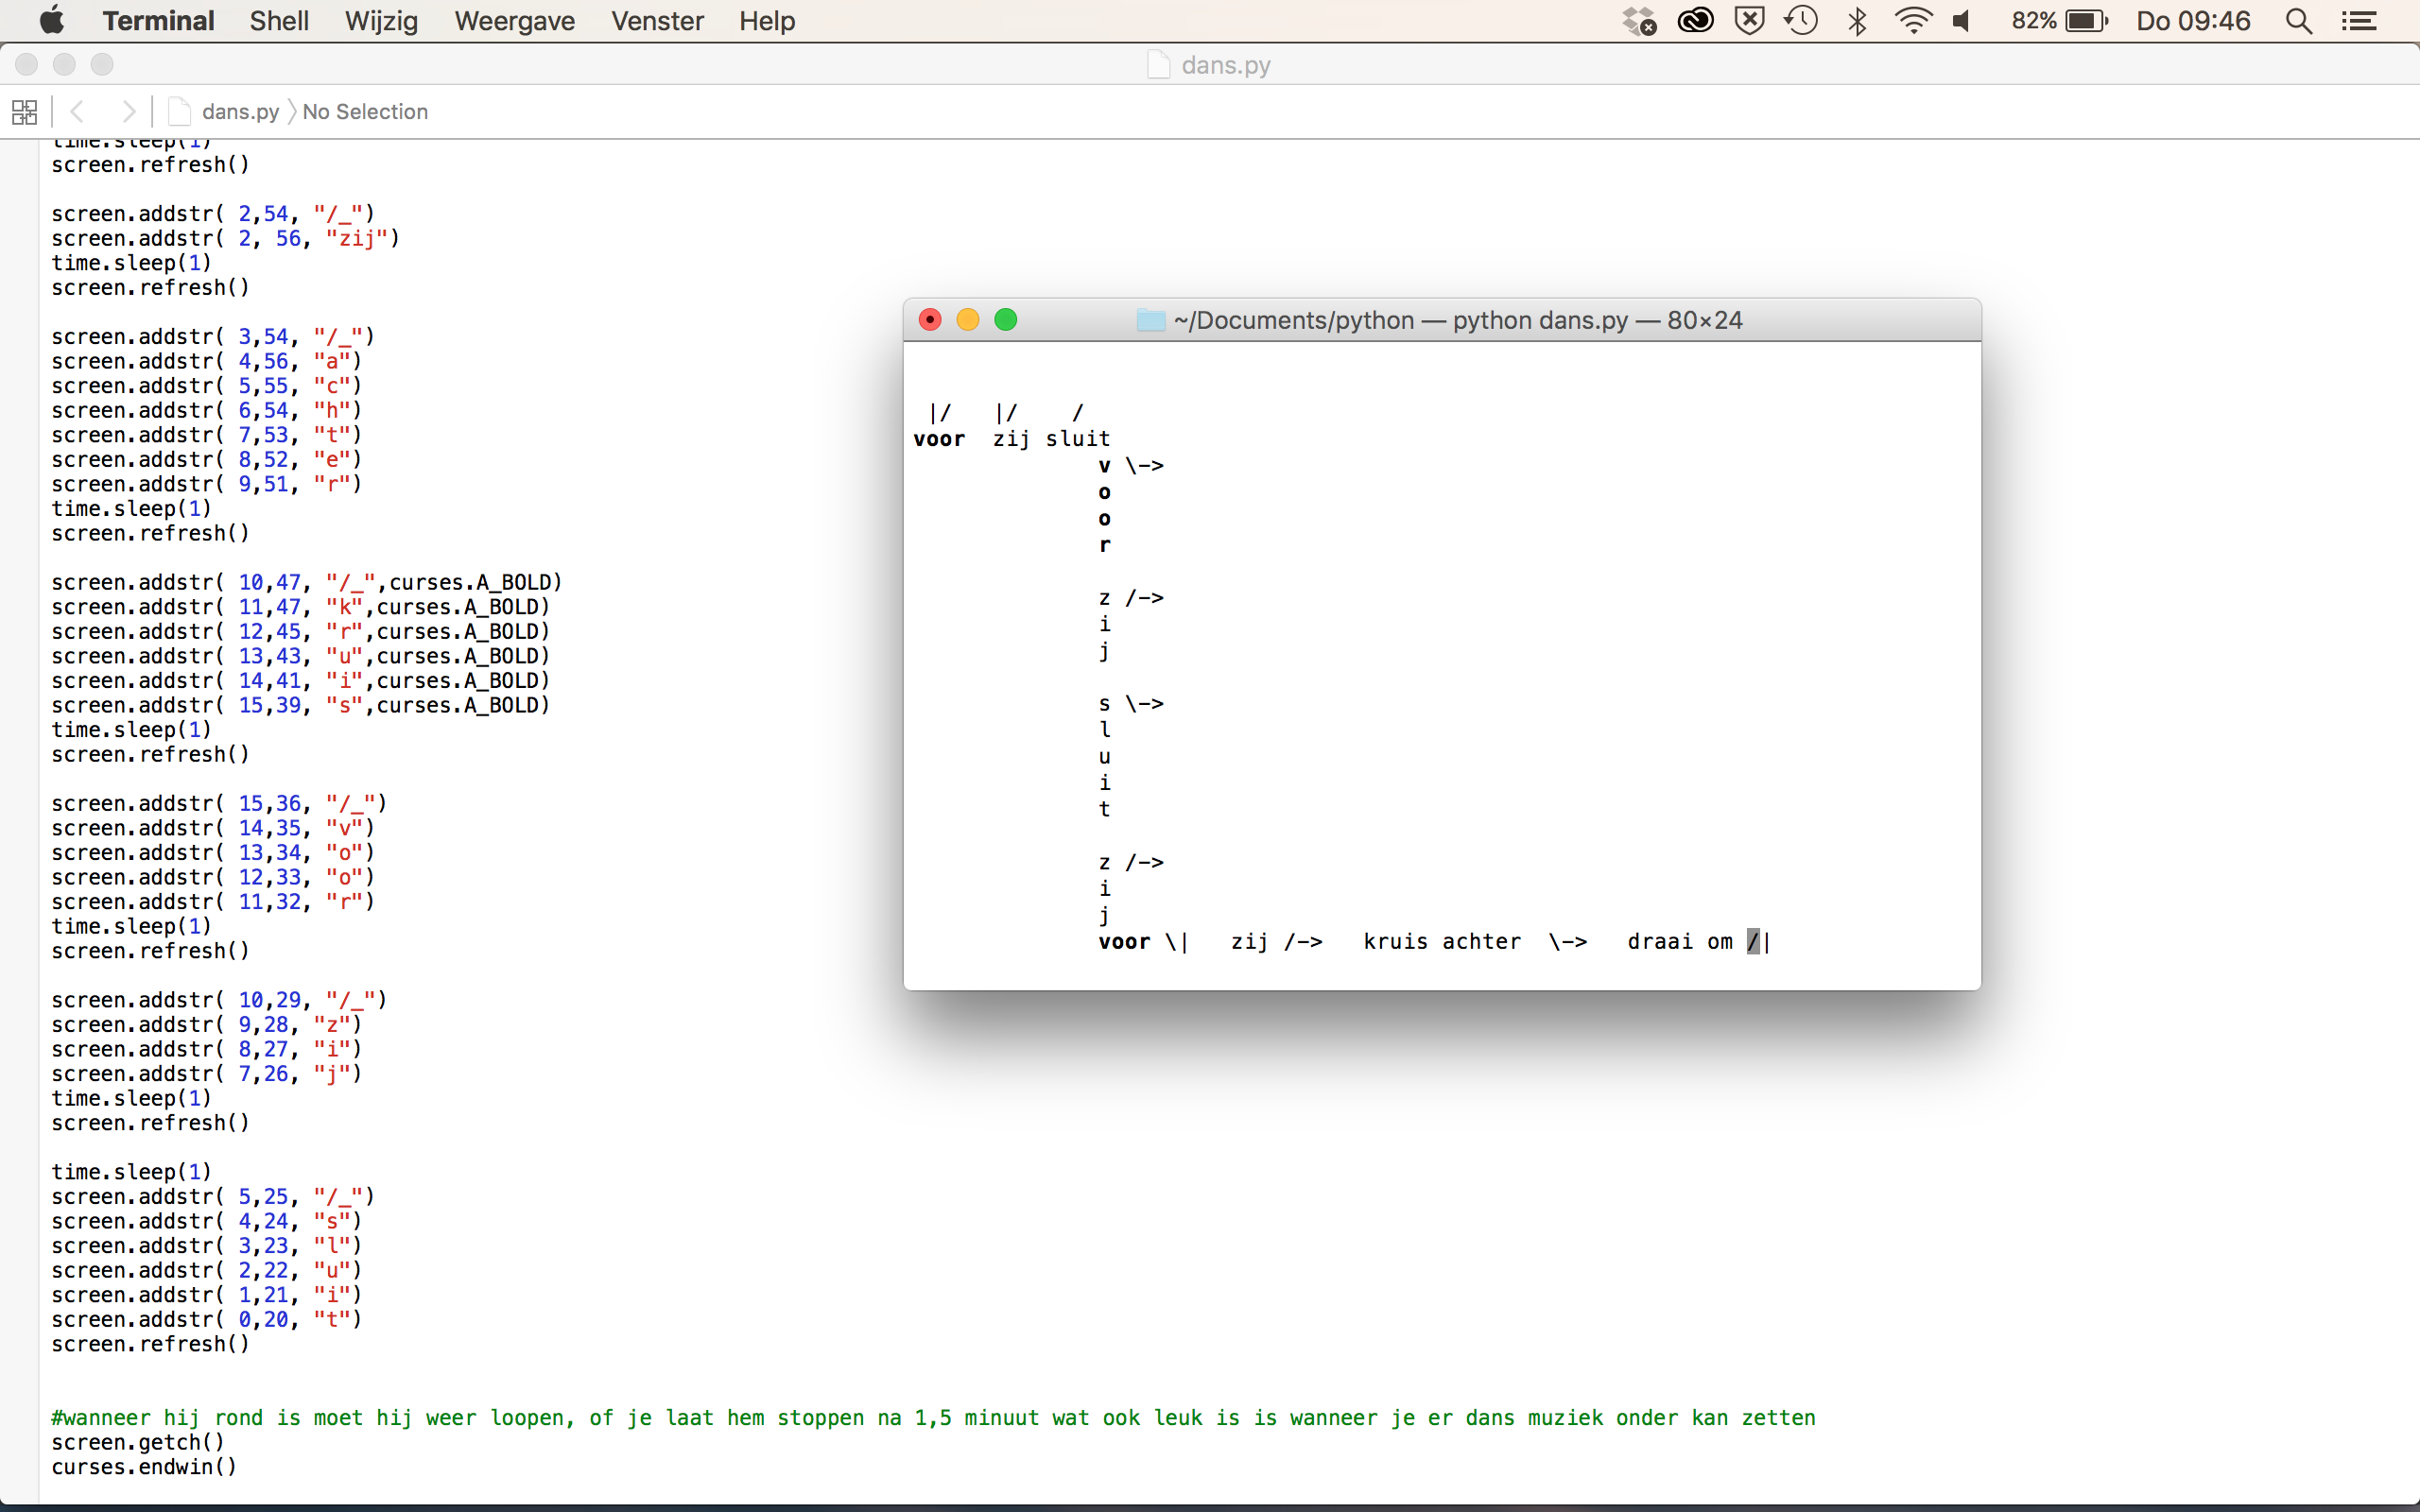 Terminal Shell Wijzig Weergave Venster Help 82% Do 09:46
dans.py
dans.py No Selection
time.sleep(1)
screen.refresh()
screen.addstr( 2,54, "/_")
screen.addstr( 2, 56, "zij")
time.sleep(1)
screen.refresh()
screen.addstr( 3,54, "/_")
screen.addstr( 4,56, "a")
screen.addstr( 5,55, "c")
screen.addstr( 6,54, "h")
screen.addstr( 7,53, "t")
screen.addstr( 8,52, "e")
screen.addstr( 9,51, "r")
time.sleep(1)
screen.refresh()
screen.addstr( 10,47, "/_",curses.A_BOLD)
screen.addstr( 11,47, "k",curses.A_BOLD)
screen.addstr( 12,45, "r",curses.A_BOLD)
screen.addstr( 13,43, "u",curses.A_BOLD)
screen.addstr( 14,41, "i",curses.A_BOLD)
screen.addstr( 15,39, "s",curses.A_BOLD)
time.sleep(1)
screen.refresh()
screen.addstr( 15,36, "/_")
screen.addstr( 14,35, "v")
screen.addstr( 13,34, "o")
screen.addstr( 12,33, "o")
screen.addstr( 11,32, "r")
time.sleep(1)
screen.refresh()
screen.addstr( 10,29, "/_")
screen.addstr( 9,28, "z")
screen.addstr( 8,27, "i")
screen.addstr( 7,26, "j")
time.sleep(1)
screen.refresh()
time.sleep(1)
screen.addstr( 5,25, "/_")
screen.addstr( 4,24, "s")
screen.addstr( 3,23, "l")
screen.addstr( 2,22, "u")
screen.addstr( 1,21, "i")
screen.addstr( 0,20, "t")
screen.refresh()
#wanneer hij rond is moet hij weer loopen, of je laat hem stoppen na 1,5 minuut wat ook leuk is is wanneer je er dans muziek onder kan zetten
screen.getch()
curses.endwin()
~/Documents/python — python dans.py — 80×24
|/ |/ /
voor zij sluit
v \->
o
o
r
z /->
i
j
s \->
l
u
i
t
z /->
i
j
voor \| zij /-> kruis achter \-> draai om /|